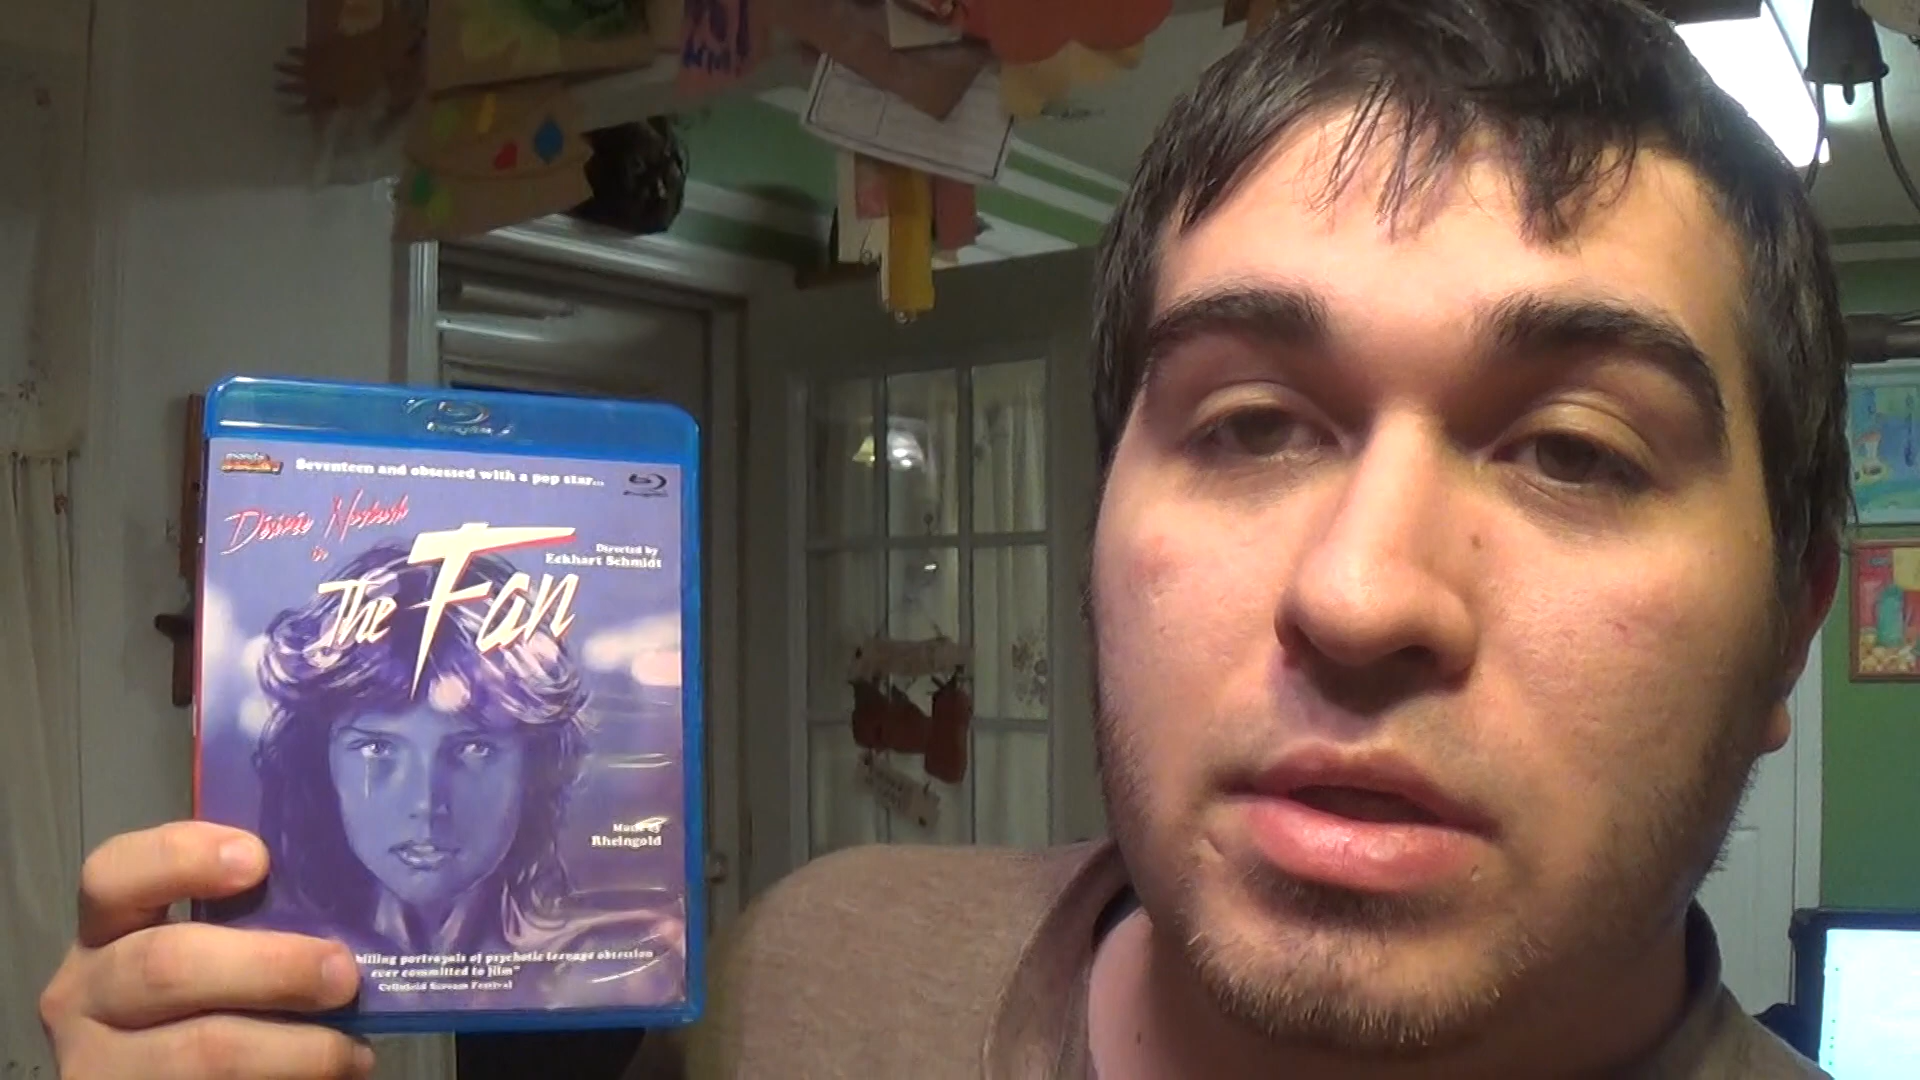 Seventeen and obsessed with a pop star...
Désirée Nosbusch
in
The Fan
Directed by
Eckhart Schmidt
Music by
Rheingold
portrayals of psychotic teenage obsession
ever committed to film"
Celluloid Scream Festival